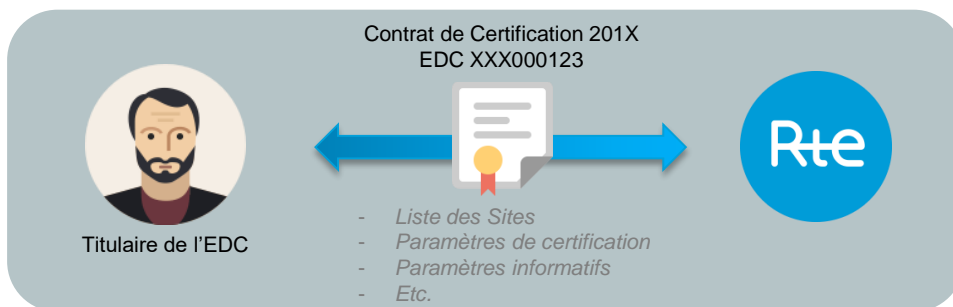 Contrat de Certification 201X
EDC XXX000123
Rte
Titulaire de l'EDC
- Liste des Sites
- Paramètres de certification
- Paramètres informatifs
- Etc.